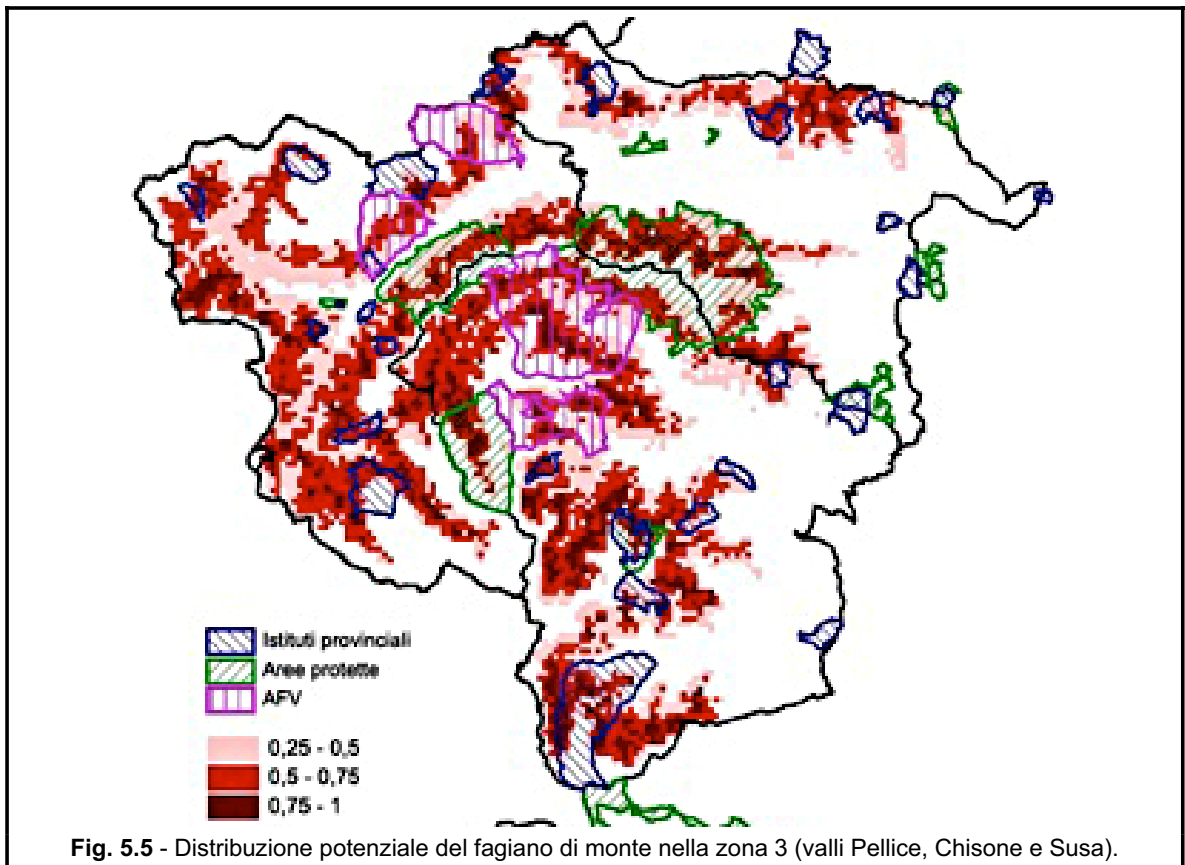 Istituti provinciali
Aree protette
AFV
0,25 - 0,5
0,5 - 0,75
0,75 - 1
Fig. 5.5 - Distribuzione potenziale del fagiano di monte nella zona 3 (valli Pellice, Chisone e Susa).